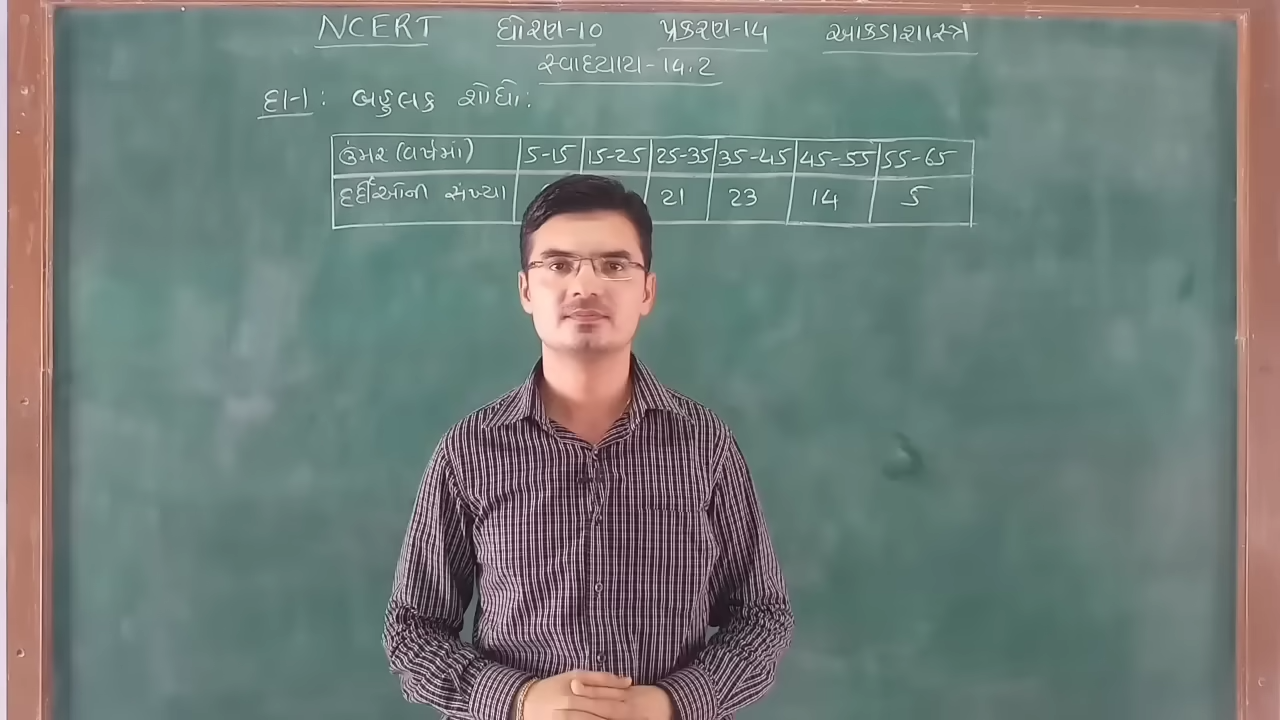 NCERT ધોરણ-10 પ્રકરણ-14 આંકડાશાસ્ત્ર
સ્વાધ્યાય-14.2
દા-1: બહુલક શોધો:
ઉંમર (વર્ષમાં) 5-15 15-25 25-35 35-45 45-55 55-65
દર્દીઓની સંખ્યા 21 23 14 5